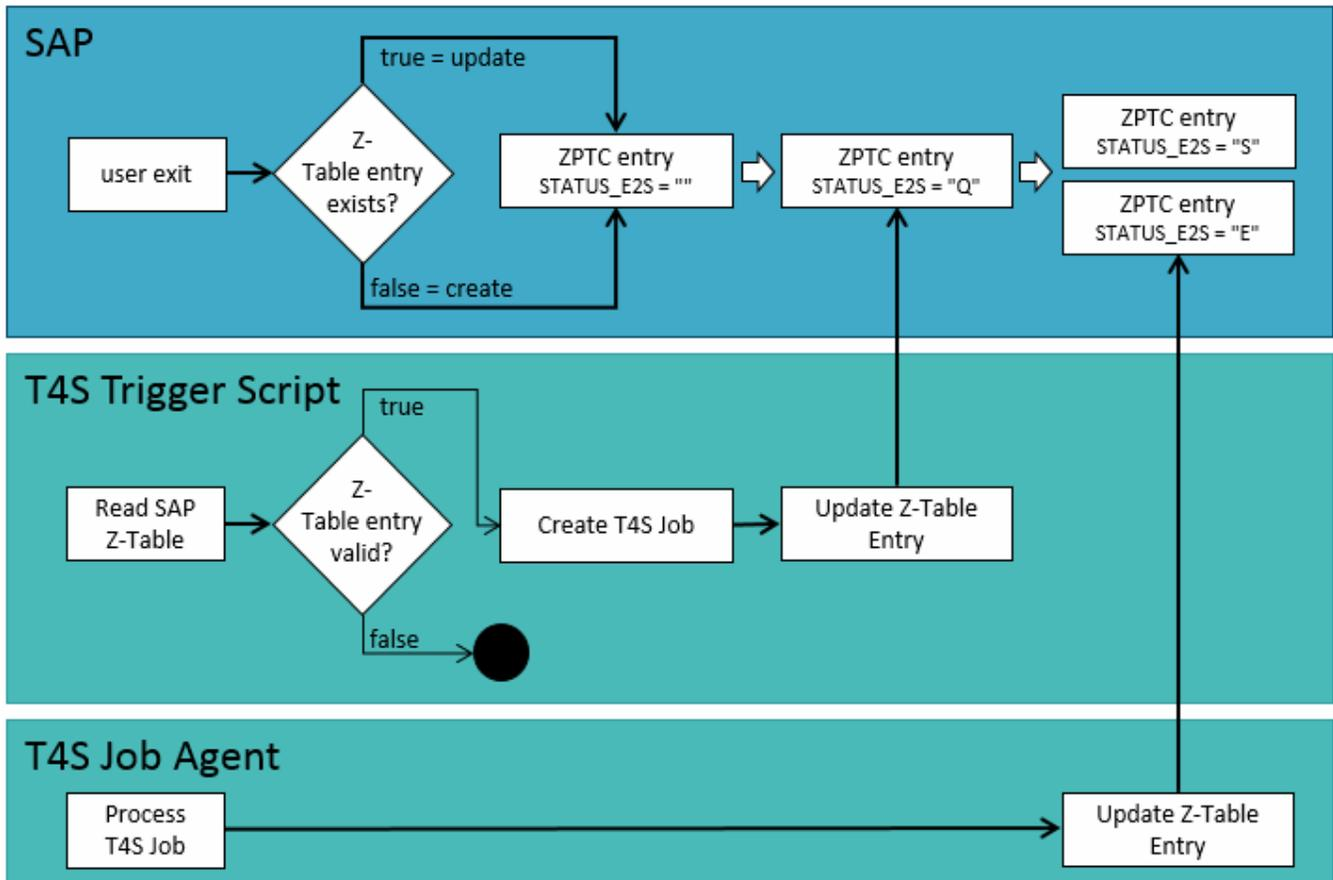 SAP
true = update
user exit
Z-
Table entry
exists?
false = create
ZPTC entry
STATUS_E2S = ""
ZPTC entry
STATUS_E2S = "Q"
ZPTC entry
STATUS_E2S = "S"
ZPTC entry
STATUS_E2S = "E"
T4S Trigger Script
true
Read SAP
Z-Table
Z-
Table entry
valid?
false
Create T4S Job
Update Z-Table
Entry
T4S Job Agent
Process
T4S Job
Update Z-Table
Entry